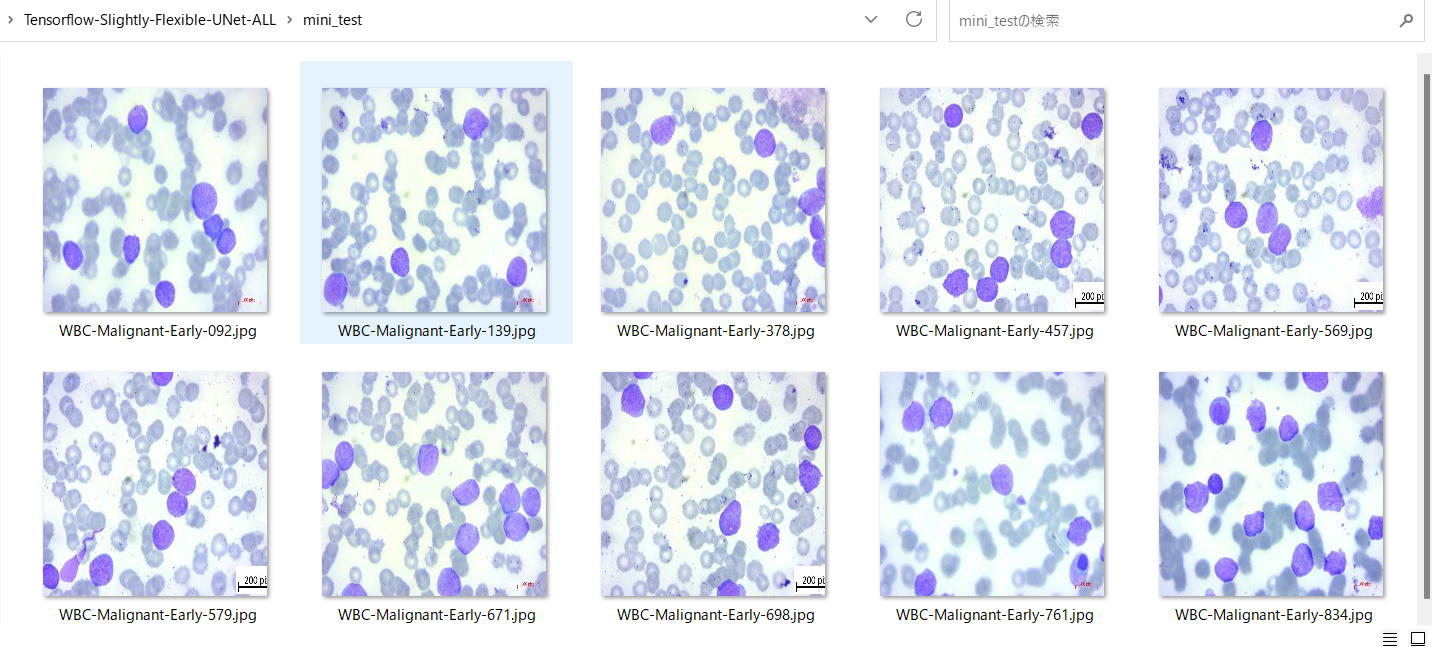 Tensorflow-Slightly-Flexible-UNet-ALL > mini_test
mini_testの検索
200 pi
200 pi
WBC-Malignant-Early-092.jpg
WBC-Malignant-Early-139.jpg
WBC-Malignant-Early-378.jpg
WBC-Malignant-Early-457.jpg
WBC-Malignant-Early-569.jpg
200 pi
200 pi
WBC-Malignant-Early-579.jpg
WBC-Malignant-Early-671.jpg
WBC-Malignant-Early-698.jpg
WBC-Malignant-Early-761.jpg
WBC-Malignant-Early-834.jpg